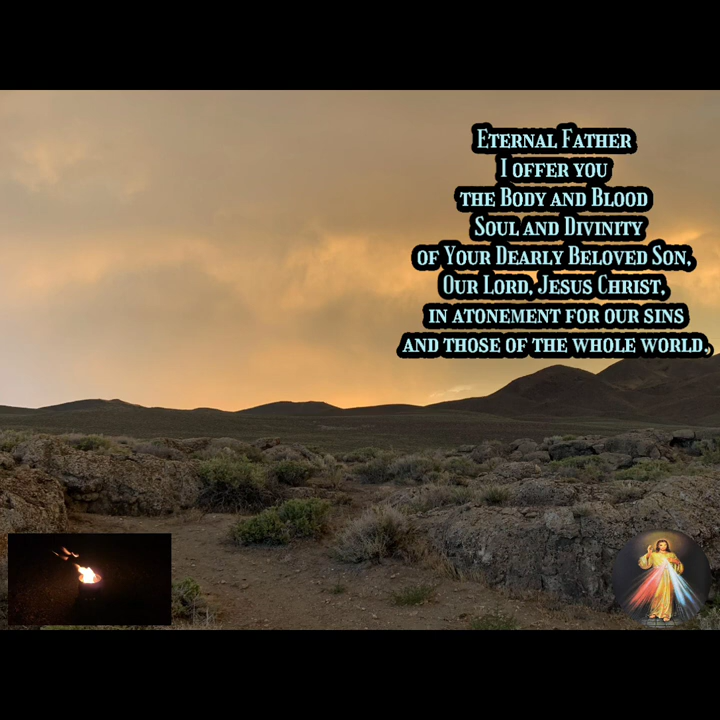 Eternal Father
I offer you
the Body and Blood
Soul and Divinity
of Your Dearly Beloved Son,
Our Lord, Jesus Christ,
in atonement for our sins
and those of the whole world,